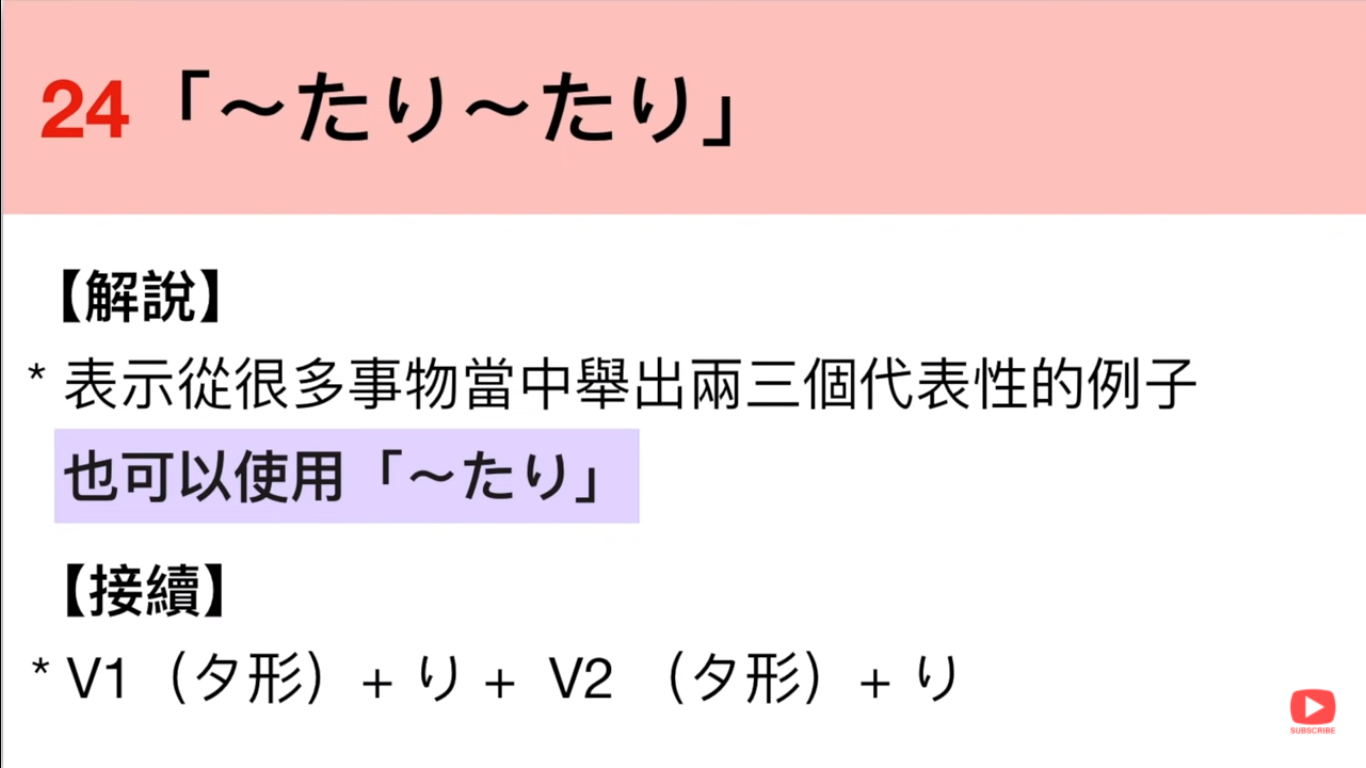 24「～たり～たり」
【解說】
* 表示從很多事物當中舉出兩三個代表性的例子
也可以使用「～たり」
【接續】
* V1（タ形）+ り + V2 （タ形）+ り
SUBSCRIBE